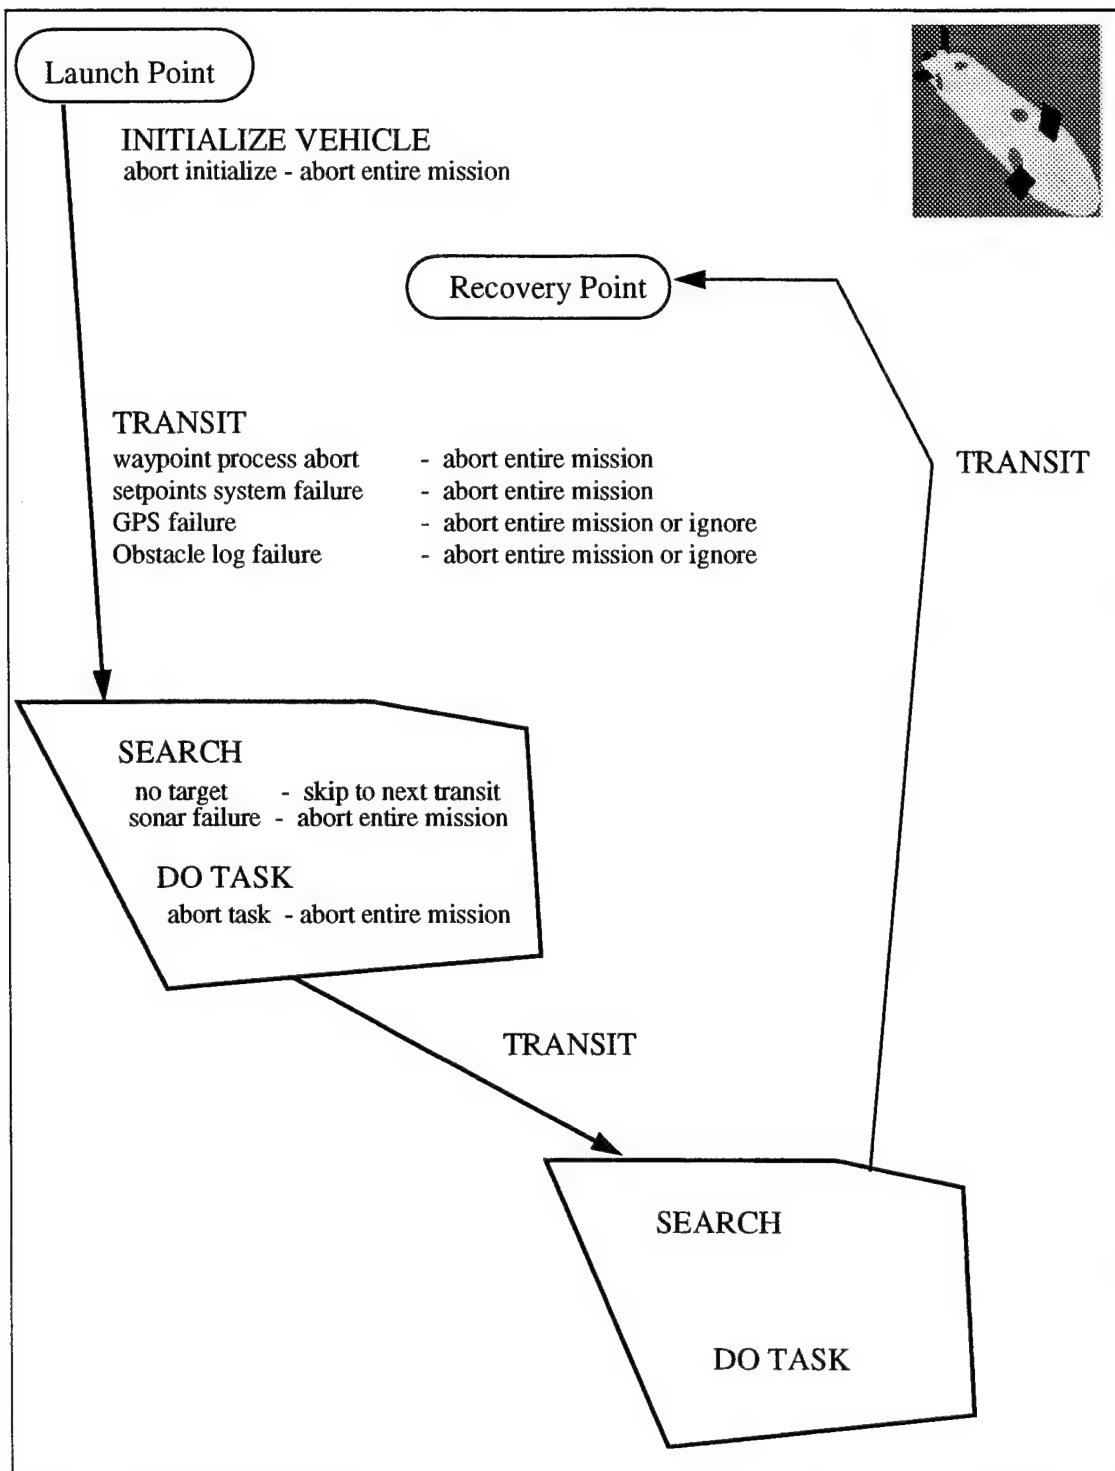 Launch Point
INITIALIZE VEHICLE
abort initialize - abort entire mission
Recovery Point
TRANSIT
waypoint process abort - abort entire mission
setpoints system failure - abort entire mission
GPS failure - abort entire mission or ignore
Obstacle log failure - abort entire mission or ignore
TRANSIT
SEARCH
no target - skip to next transit
sonar failure - abort entire mission
DO TASK
abort task - abort entire mission
TRANSIT
SEARCH
DO TASK